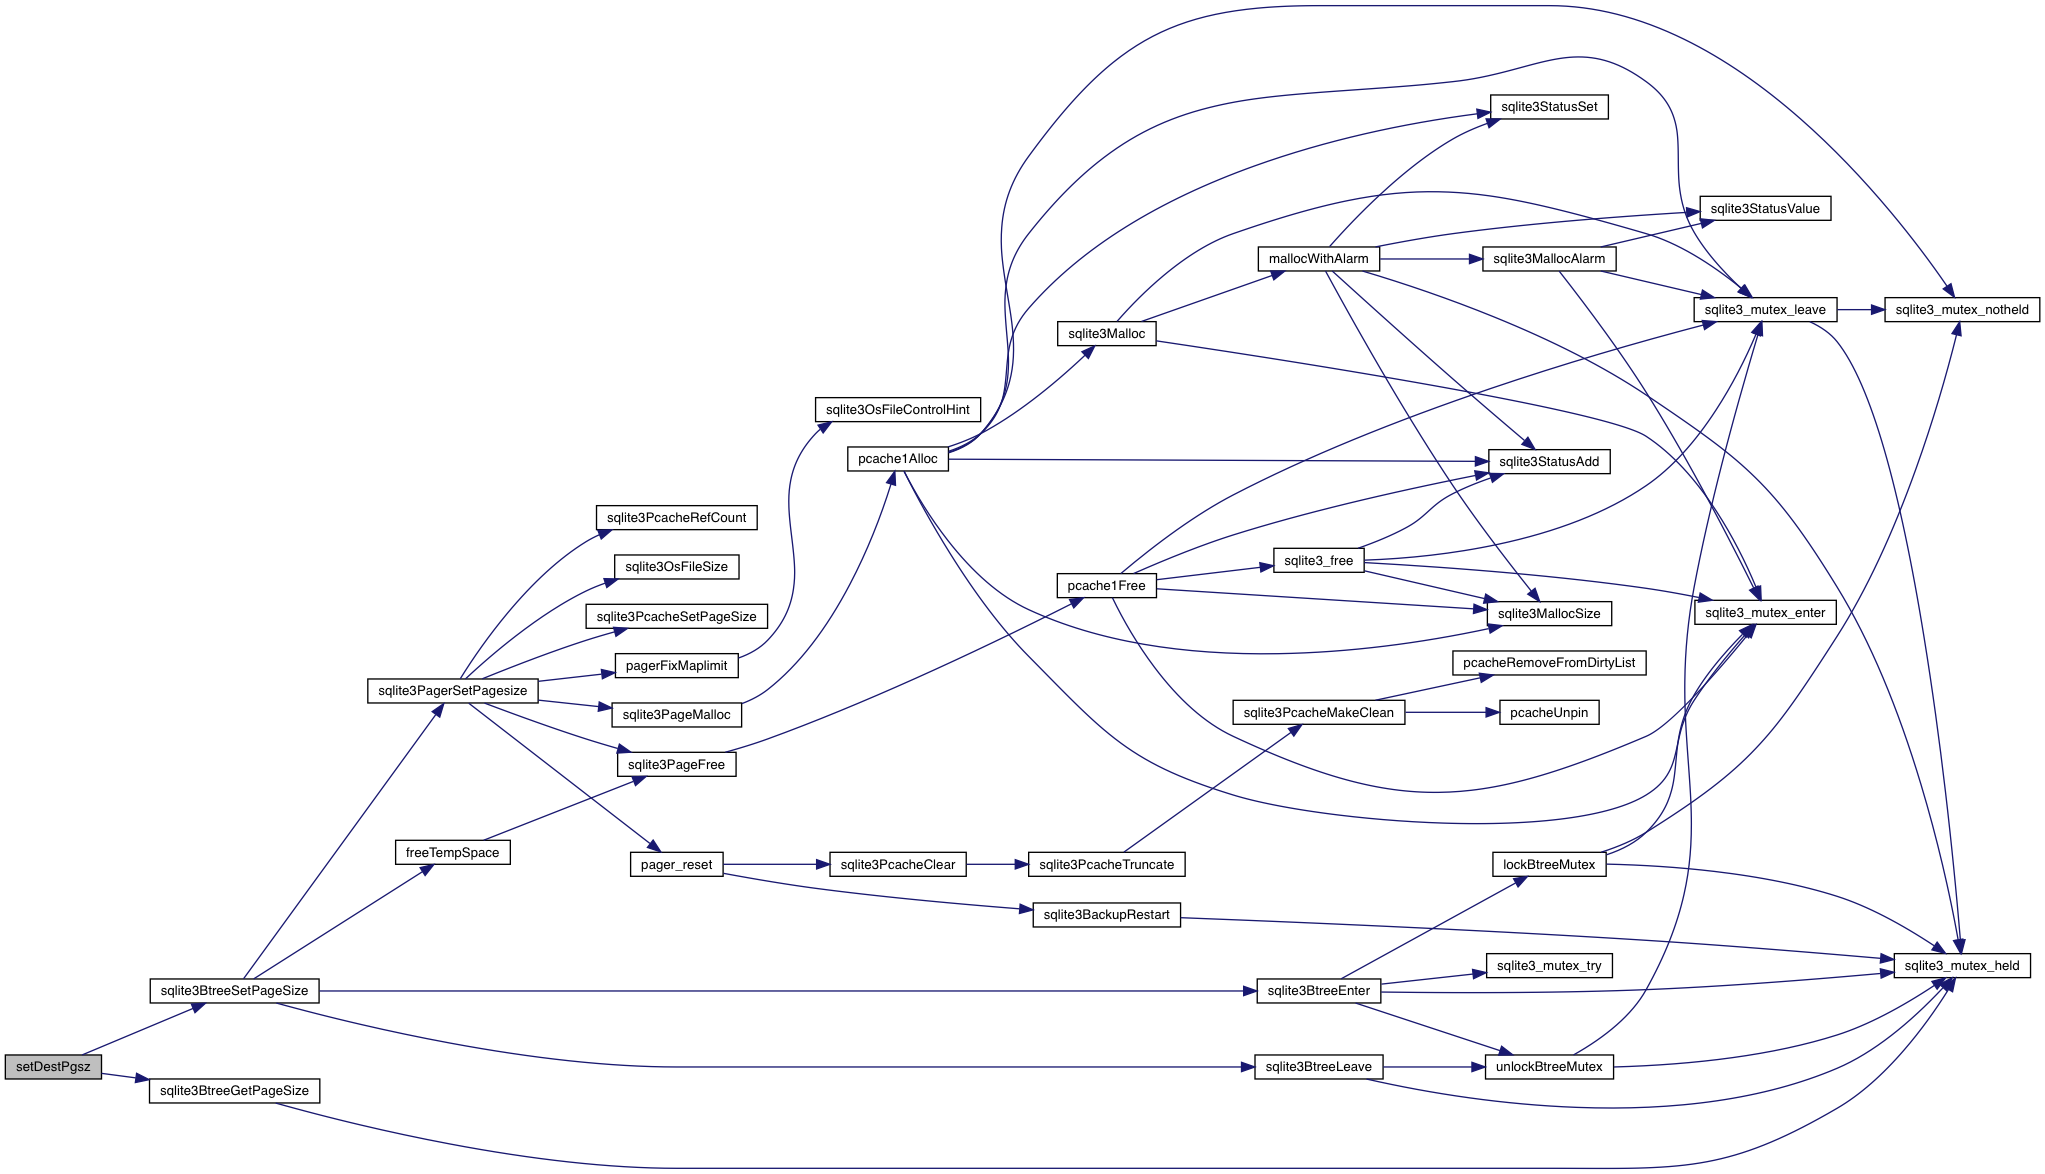 setDestPgsz
sqlite3BtreeSetPageSize
sqlite3BtreeGetPageSize
sqlite3PagerSetPagesize
freeTempSpace
sqlite3PcacheRefCount
sqlite3OsFileSize
sqlite3PcacheSetPageSize
pagerFixMaplimit
sqlite3PageMalloc
sqlite3PageFree
pager_reset
sqlite3OsFileControlHint
pcache1Alloc
sqlite3PcacheClear
sqlite3Malloc
pcache1Free
sqlite3PcacheTruncate
sqlite3BackupRestart
mallocWithAlarm
sqlite3_free
sqlite3PcacheMakeClean
sqlite3BtreeEnter
sqlite3BtreeLeave
sqlite3StatusSet
sqlite3MallocAlarm
sqlite3StatusAdd
sqlite3MallocSize
pcacheRemoveFromDirtyList
pcacheUnpin
lockBtreeMutex
sqlite3_mutex_try
unlockBtreeMutex
sqlite3StatusValue
sqlite3_mutex_leave
sqlite3_mutex_enter
sqlite3_mutex_notheld
sqlite3_mutex_held